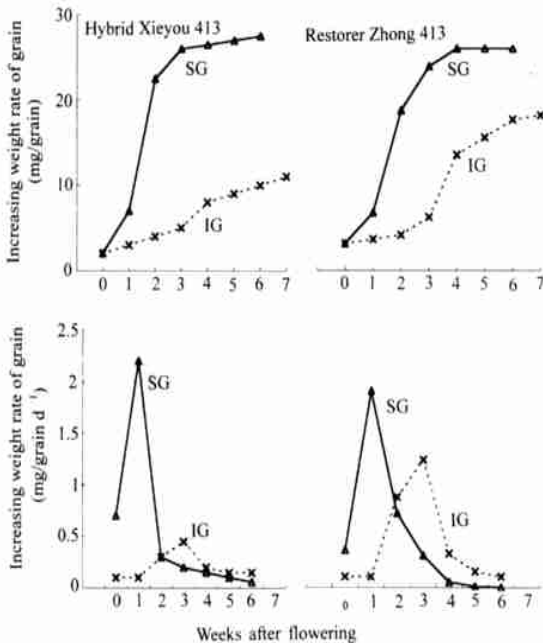 Hybrid Xieyou 413
Restorer Zhong 413
Increasing weight rate of grain
(mg/grain)
30
20
10
0
SG
IG
SG
IG
0 1 2 3 4 5 6 7
0 1 2 3 4 5 6 7
Increasing weight rate of grain
(mg/grain d⁻¹)
2.5
2
1.5
1
0.5
0
SG
IG
SG
IG
0 1 2 3 4 5 6 7
0 1 2 3 4 5 6 7
Weeks after flowering